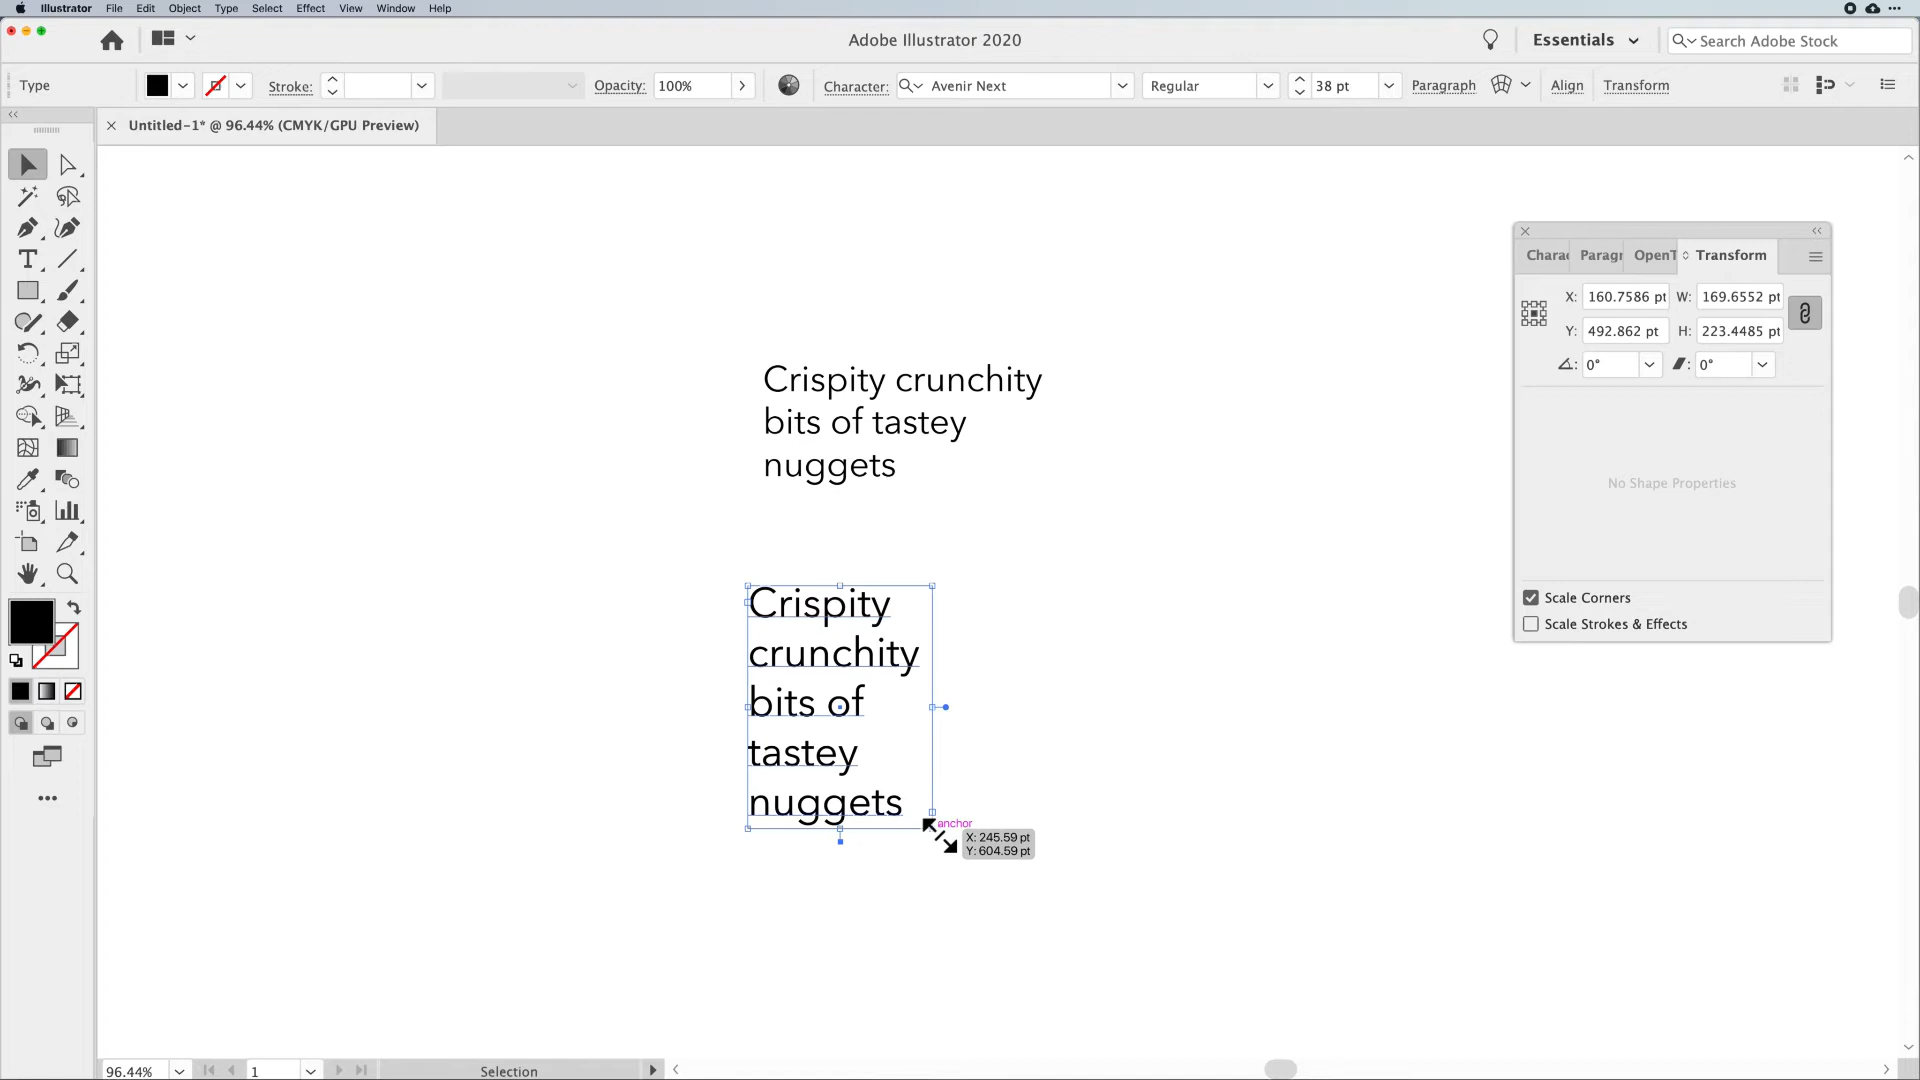 Illustrator File Edit Object Type Select Effect View Window Help
Adobe Illustrator 2020
Essentials
Search Adobe Stock
Type
Stroke:
Opacity: 100%
Character: Avenir Next
Regular
38 pt
Paragraph
Align
Transform
Untitled-1* @ 96.44% (CMYK/GPU Preview)
Charac Paragr OpenT Transform
X: 160.7586 pt W: 169.6552 pt
Y: 492.862 pt H: 223.4485 pt
0° 0°
No Shape Properties
Scale Corners
Scale Strokes & Effects
Crispity crunchity
bits of tastey
nuggets
Crispity
crunchity
bits of
tastey
nuggets
anchor
X: 245.59 pt
Y: 604.59 pt
96.44% 1 Selection